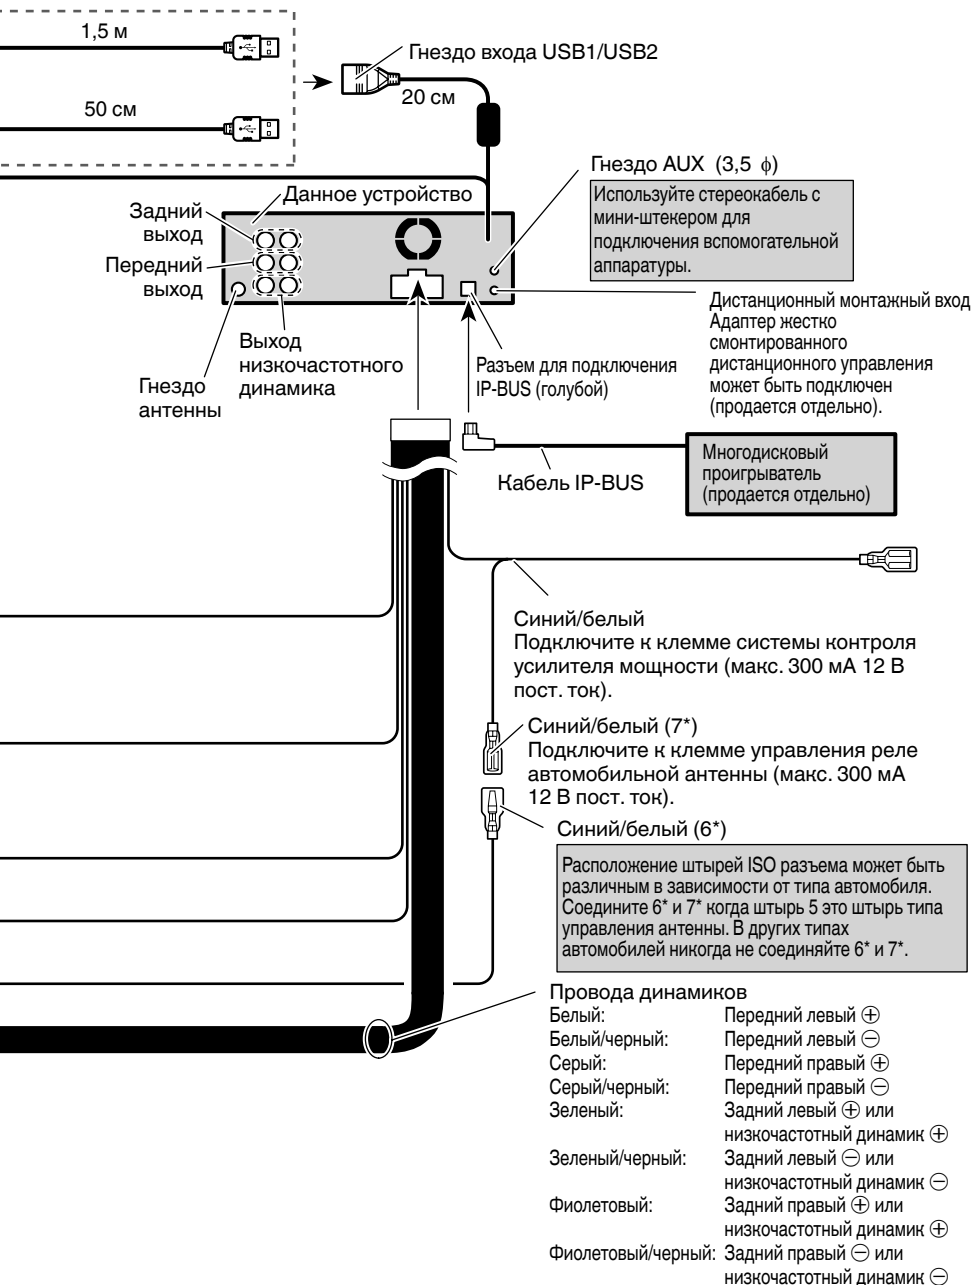 1,5 м
Гнездо входа USB1/USB2
50 см
20 см
Гнездо AUX (3,5 ϕ)
Используйте стереокабель с
мини-штекером для
подключения вспомогательной
аппаратуры.
Данное устройство
Задний
выход
Передний
выход
Дистанционный монтажный вход
Адаптер жестко
смонтированного
дистанционного управления
может быть подключен
(продается отдельно).
Выход
низкочастотного
динамика
Гнездо
антенны
Разъем для подключения
IP-BUS (голубой)
Кабель IP-BUS
Многодисковый
проигрыватель
(продается отдельно)
Синий/белый
Подключите к клемме системы контроля
усилителя мощности (макс. 300 мА 12 В
пост. ток).
Синий/белый (7*)
Подключите к клемме управления реле
автомобильной антенны (макс. 300 мА
12 В пост. ток).
Синий/белый (6*)
Расположение штырей ISO разъема может быть
различным в зависимости от типа автомобиля.
Соедините 6* и 7* когда штырь 5 это штырь типа
управления антенны. В других типах
автомобилей никогда не соединяйте 6* и 7*.
Провода динамиков
Белый: Передний левый ⊕
Белый/черный: Передний левый ⊖
Серый: Передний правый ⊕
Серый/черный: Передний правый ⊖
Зеленый: Задний левый ⊕ или
низкочастотный динамик ⊕
Зеленый/черный: Задний левый ⊖ или
низкочастотный динамик ⊖
Фиолетовый: Задний правый ⊕ или
низкочастотный динамик ⊕
Фиолетовый/черный: Задний правый ⊖ или
низкочастотный динамик ⊖